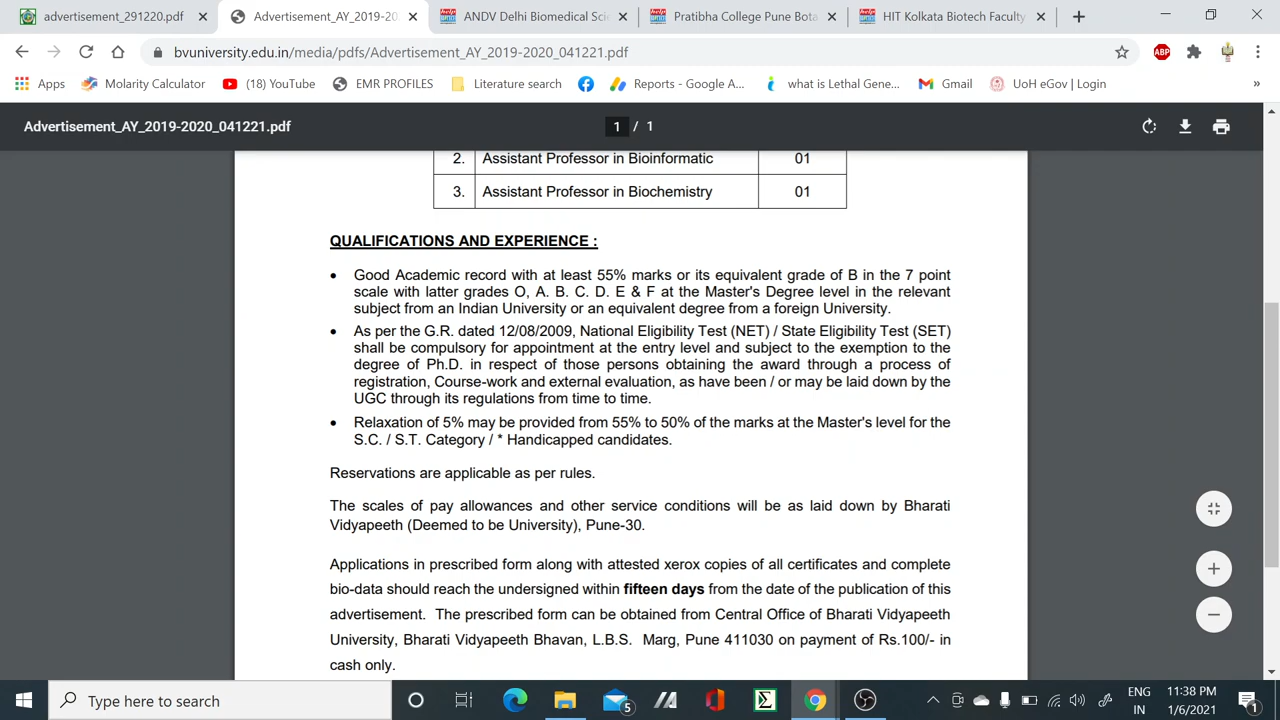 advertisement_291220.pdf
Advertisement_AY_2019-20
ANDV Delhi Biomedical Sci
Pratibha College Pune Bota
HIT Kolkata Biotech Faculty
bvuniversity.edu.in/media/pdfs/Advertisement_AY_2019-2020_041221.pdf
ABP
Apps
Molarity Calculator
(18) YouTube
EMR PROFILES
Literature search
Reports - Google A...
what is Lethal Gene...
Gmail
UoH eGov | Login
»
Advertisement_AY_2019-2020_041221.pdf
1 / 1
2. Assistant Professor in Bioinformatic 01
3. Assistant Professor in Biochemistry 01
QUALIFICATIONS AND EXPERIENCE :
• Good Academic record with at least 55% marks or its equivalent grade of B in the 7 point
scale with latter grades O, A. B. C. D. E & F at the Master's Degree level in the relevant
subject from an Indian University or an equivalent degree from a foreign University.
• As per the G.R. dated 12/08/2009, National Eligibility Test (NET) / State Eligibility Test (SET)
shall be compulsory for appointment at the entry level and subject to the exemption to the
degree of Ph.D. in respect of those persons obtaining the award through a process of
registration, Course-work and external evaluation, as have been / or may be laid down by the
UGC through its regulations from time to time.
• Relaxation of 5% may be provided from 55% to 50% of the marks at the Master's level for the
S.C. / S.T. Category / * Handicapped candidates.
Reservations are applicable as per rules.
The scales of pay allowances and other service conditions will be as laid down by Bharati
Vidyapeeth (Deemed to be University), Pune-30.
Applications in prescribed form along with attested xerox copies of all certificates and complete
bio-data should reach the undersigned within fifteen days from the date of the publication of this
advertisement. The prescribed form can be obtained from Central Office of Bharati Vidyapeeth
University, Bharati Vidyapeeth Bhavan, L.B.S. Marg, Pune 411030 on payment of Rs.100/- in
cash only.
Type here to search
5
ENG
IN
11:38 PM
1/6/2021
1